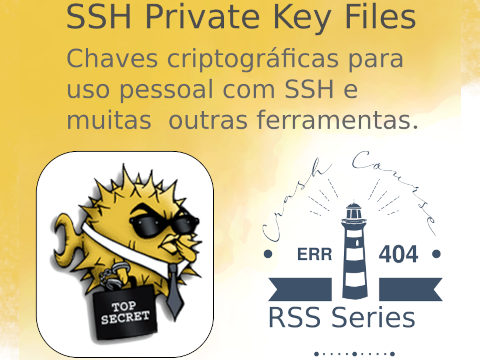 SSH Private Key Files
Chaves criptográficas para
uso pessoal com SSH e
muitas outras ferramentas.
TOP
SECRET
Crash Course
ERR 404
RSS Series